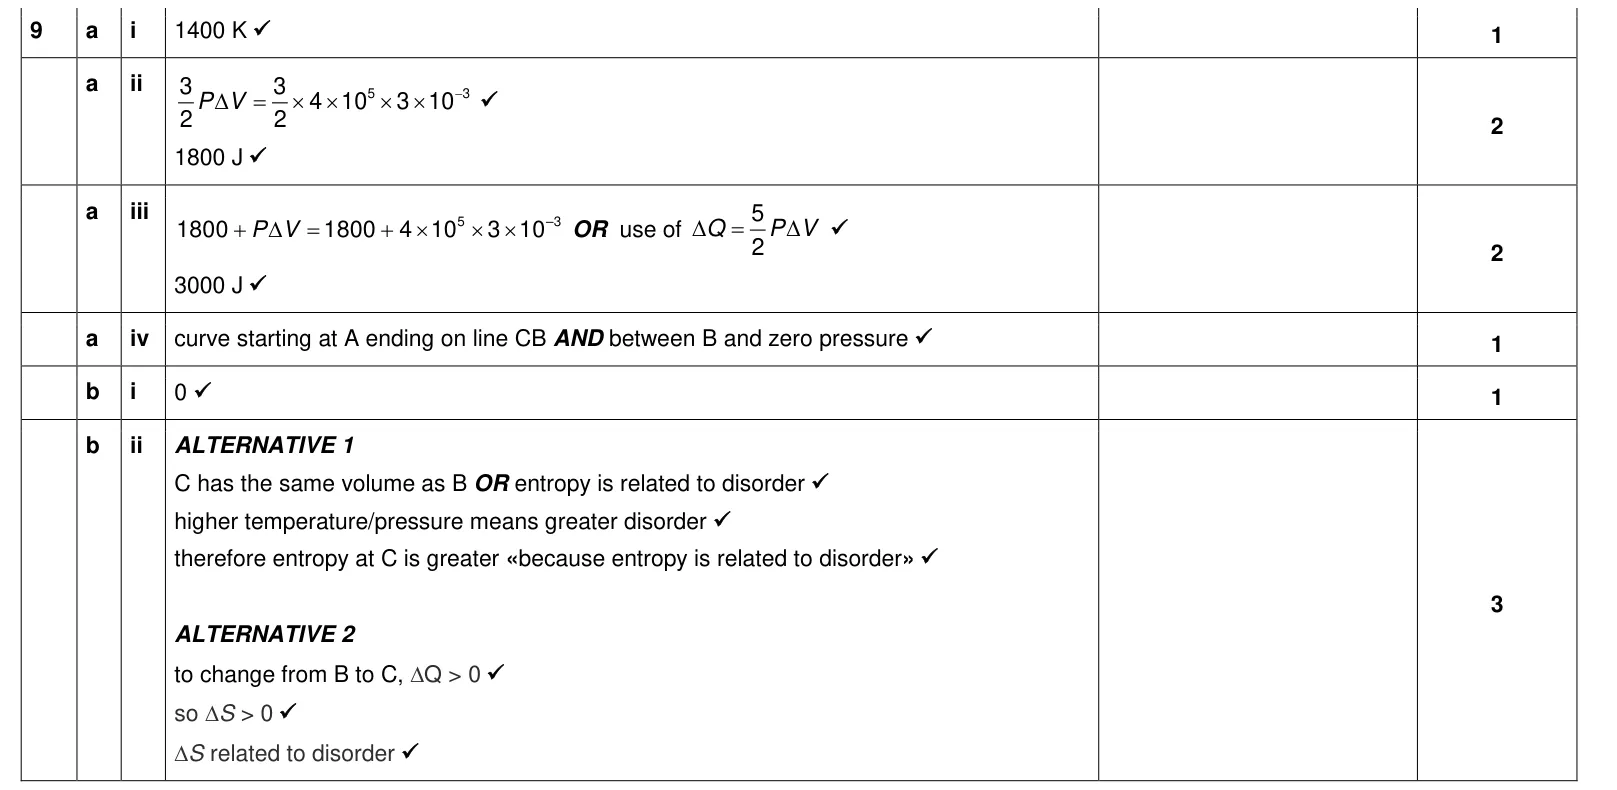 9 a i 1400 K ✓ 1
a ii 3/2 PΔV = 3/2 × 4 × 10⁵ × 3 × 10⁻³ ✓
1800 J ✓
2
a iii 1800 + PΔV = 1800 + 4 × 10⁵ × 3 × 10⁻³ OR use of ΔQ = 5/2 PΔV ✓
3000 J ✓
2
a iv curve starting at A ending on line CB AND between B and zero pressure ✓ 1
b i 0 ✓ 1
b ii ALTERNATIVE 1
C has the same volume as B OR entropy is related to disorder ✓
higher temperature/pressure means greater disorder ✓
therefore entropy at C is greater «because entropy is related to disorder» ✓
ALTERNATIVE 2
to change from B to C, ΔQ > 0 ✓
so ΔS > 0 ✓
ΔS related to disorder ✓
3